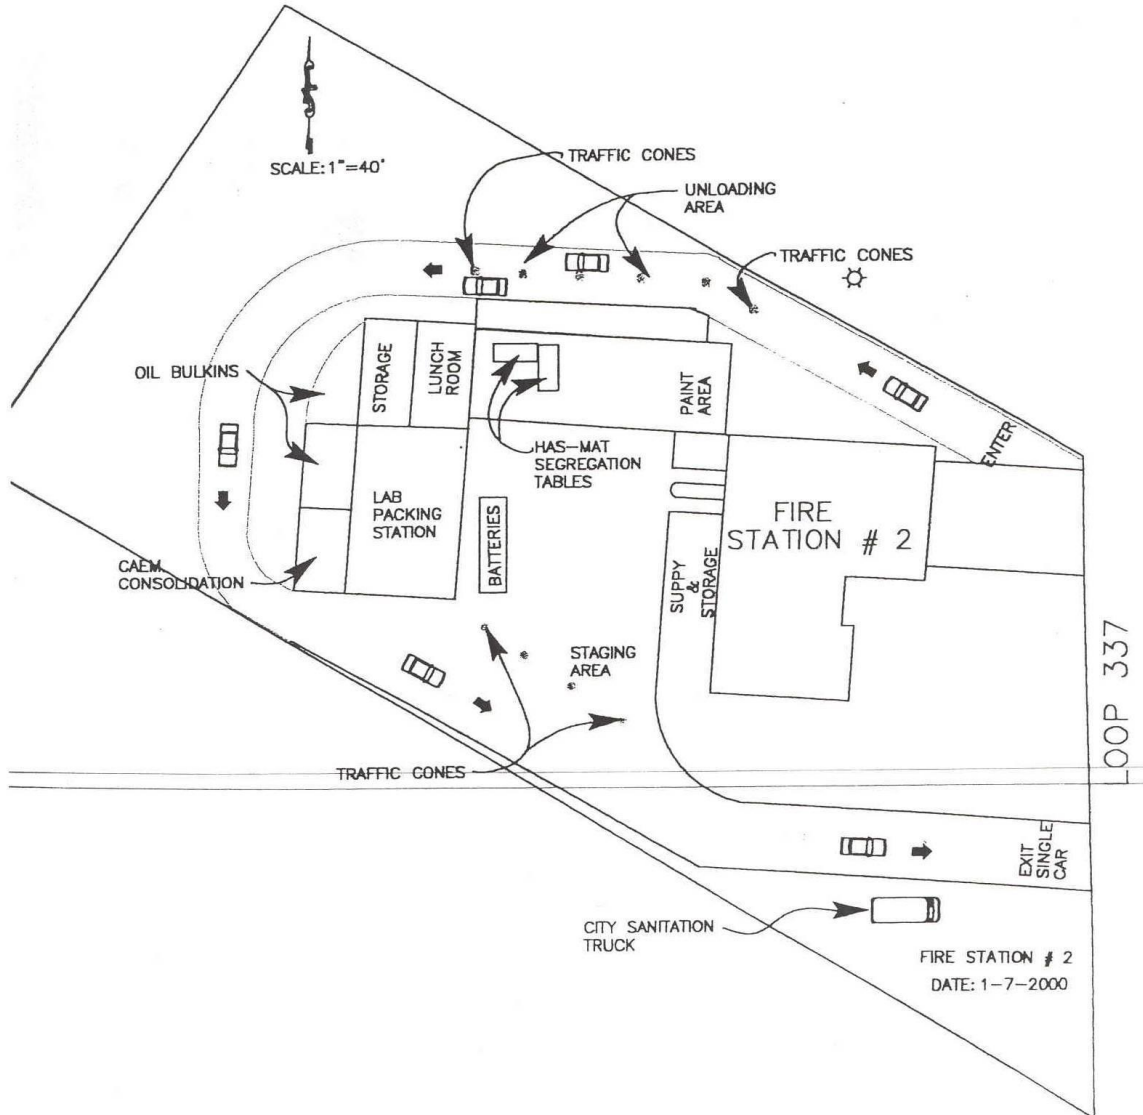 SCALE: 1"=40'
TRAFFIC CONES
UNLOADING
AREA
TRAFFIC CONES
OIL BULKINS
STORAGE
LUNCH
ROOM
PAINT
AREA
ENTER
HAS-MAT
SEGREGATION
TABLES
LAB
PACKING
STATION
BATTERIES
FIRE
STATION # 2
CAEM.
CONSOLIDATION
SUPPY
&
STORAGE
STAGING
AREA
LOOP 337
TRAFFIC CONES
EXIT
SINGLE
CAR
CITY SANITATION
TRUCK
FIRE STATION # 2
DATE: 1-7-2000